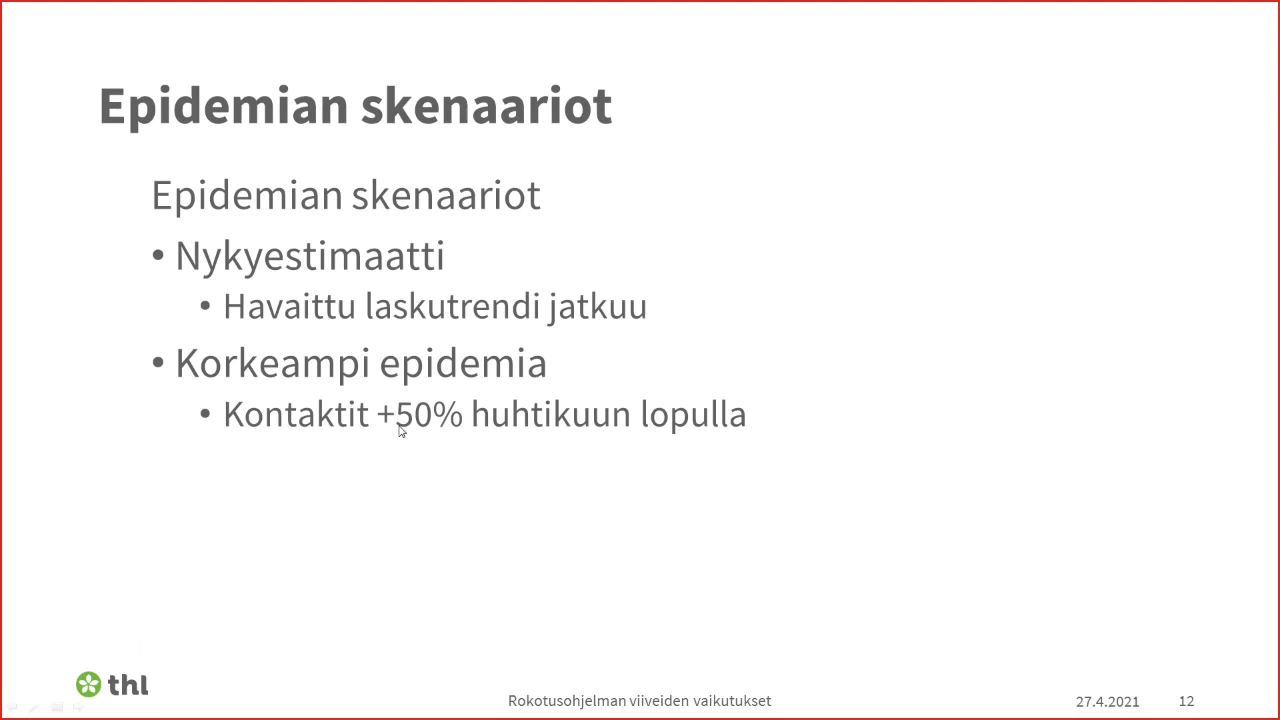 Epidemian skenaariot
Epidemian skenaariot
• Nykyestimaatti
• Havaittu laskutrendi jatkuu
• Korkeampi epidemia
• Kontaktit +50% huhtikuun lopulla
thl
Rokotusohjelman viiveiden vaikutukset
27.4.2021
12